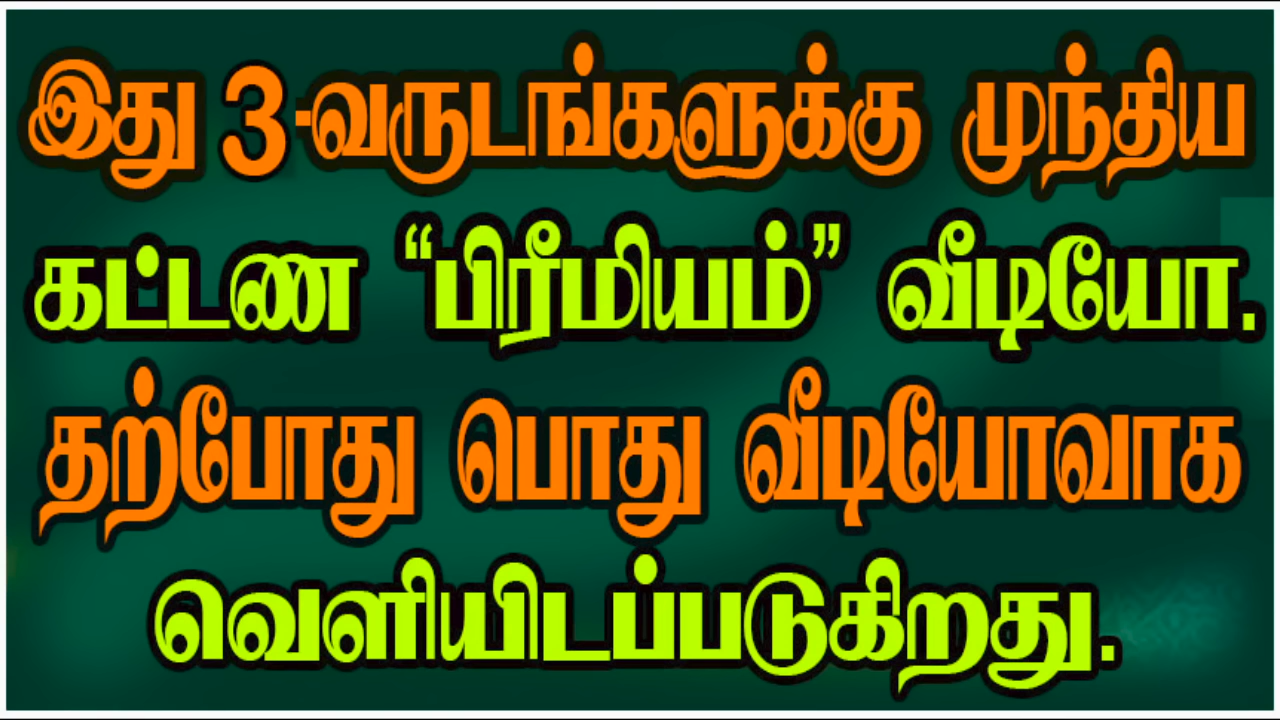 இது 3-வருடங்களுக்கு முந்திய
கட்டண “பிரீமியம்” வீடியோ.
தற்போது பொது வீடியோவாக
வெளியிடப்படுகிறது.